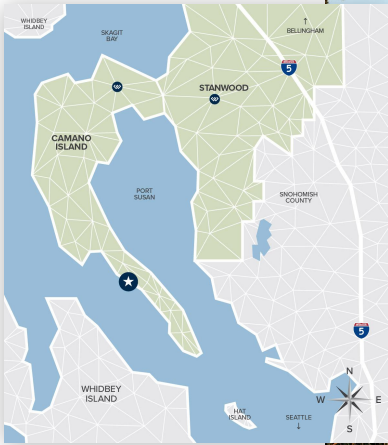 WHIDBEY
ISLAND
SKAGIT
BAY
↑
BELLINGHAM
5
STANWOOD
CAMANO
ISLAND
PORT
SUSAN
SNOHOMISH
COUNTY
5
N
W
E
S
WHIDBEY
ISLAND
HAT
ISLAND
SEATTLE
↓